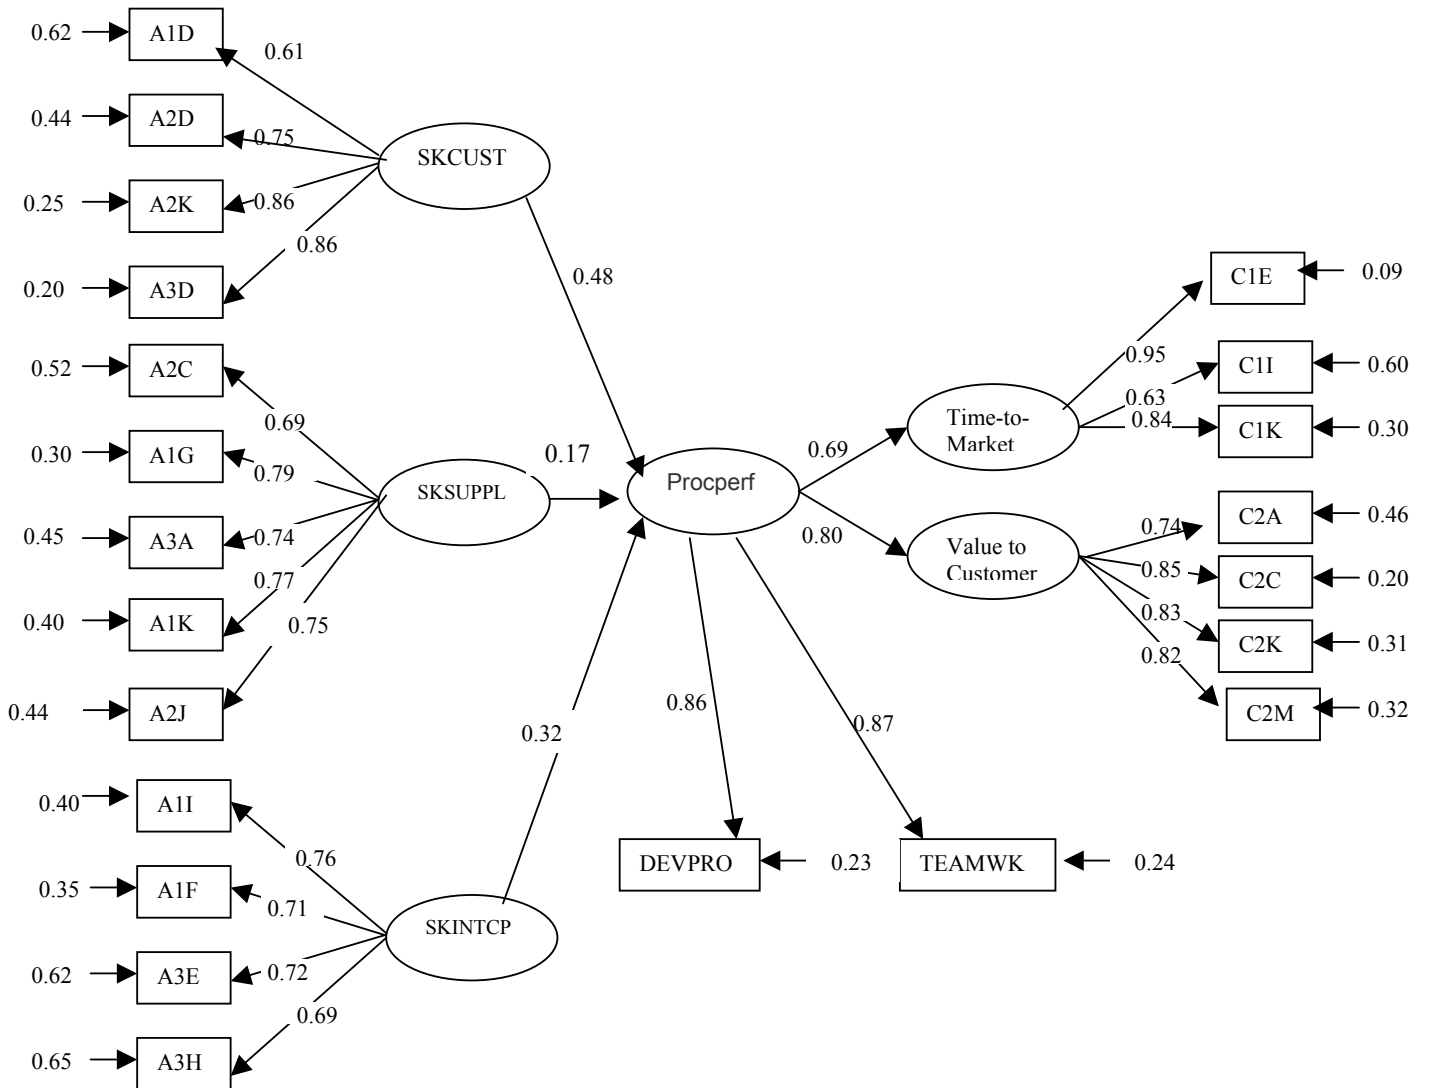 0.62 A1D 0.61
0.44 A2D 0.75
SKCUST
0.25 A2K 0.86
0.86
0.20 A3D
0.48
0.52 A2C
0.69
0.30 A1G 0.79
SKSUPPL 0.17
0.45 A3A 0.74
0.77
0.40 A1K
0.75
0.44 A2J
0.32
0.40 A1I
0.76
0.35 A1F 0.71
SKINTCP
0.62 A3E 0.72
0.69
0.65 A3H
Procperf
0.69
0.80
0.86
0.87
DEVPRO 0.23
TEAMWK 0.24
Time-to-
Market
0.95
0.63
0.84
C1E 0.09
C1I 0.60
C1K 0.30
Value to
Customer
0.74
0.85
0.83
0.82
C2A 0.46
C2C 0.20
C2K 0.31
C2M 0.32